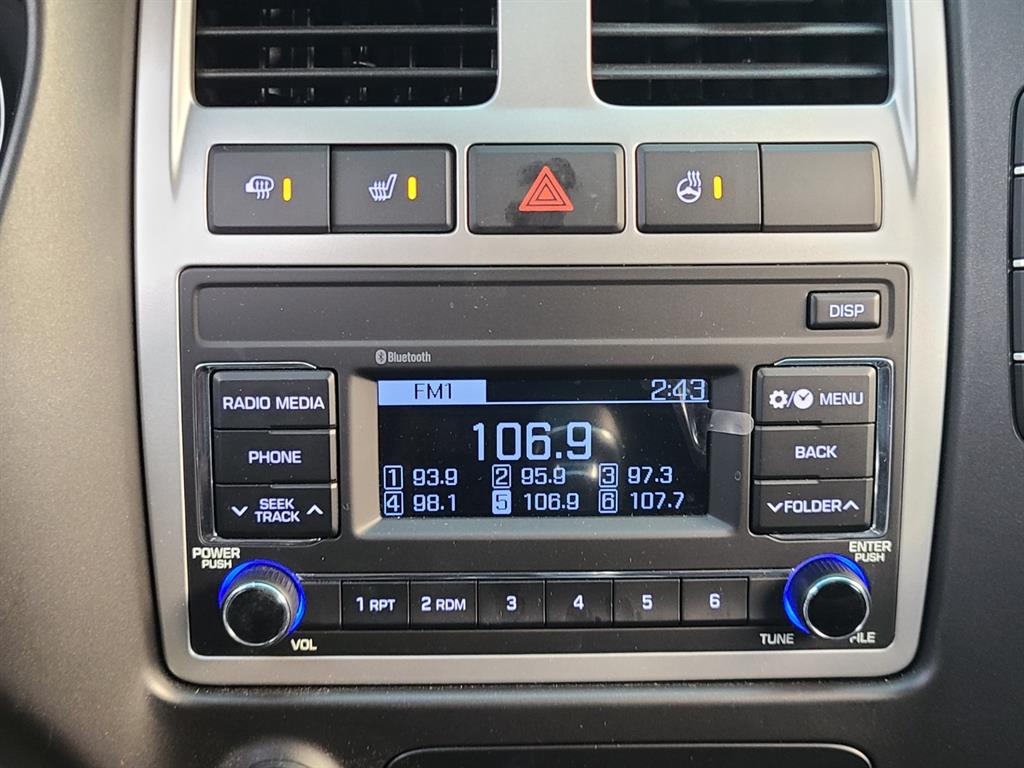 DISP
Bluetooth
RADIO MEDIA
PHONE
SEEK
TRACK
FM1 2:43
106.9
1 93.9 2 95.9 3 97.3
4 98.1 5 106.9 6 107.7
/ MENU
BACK
FOLDER
POWER
PUSH
VOL
1 RPT
2 RDM
3
4
5
6
ENTER
PUSH
TUNE
FILE